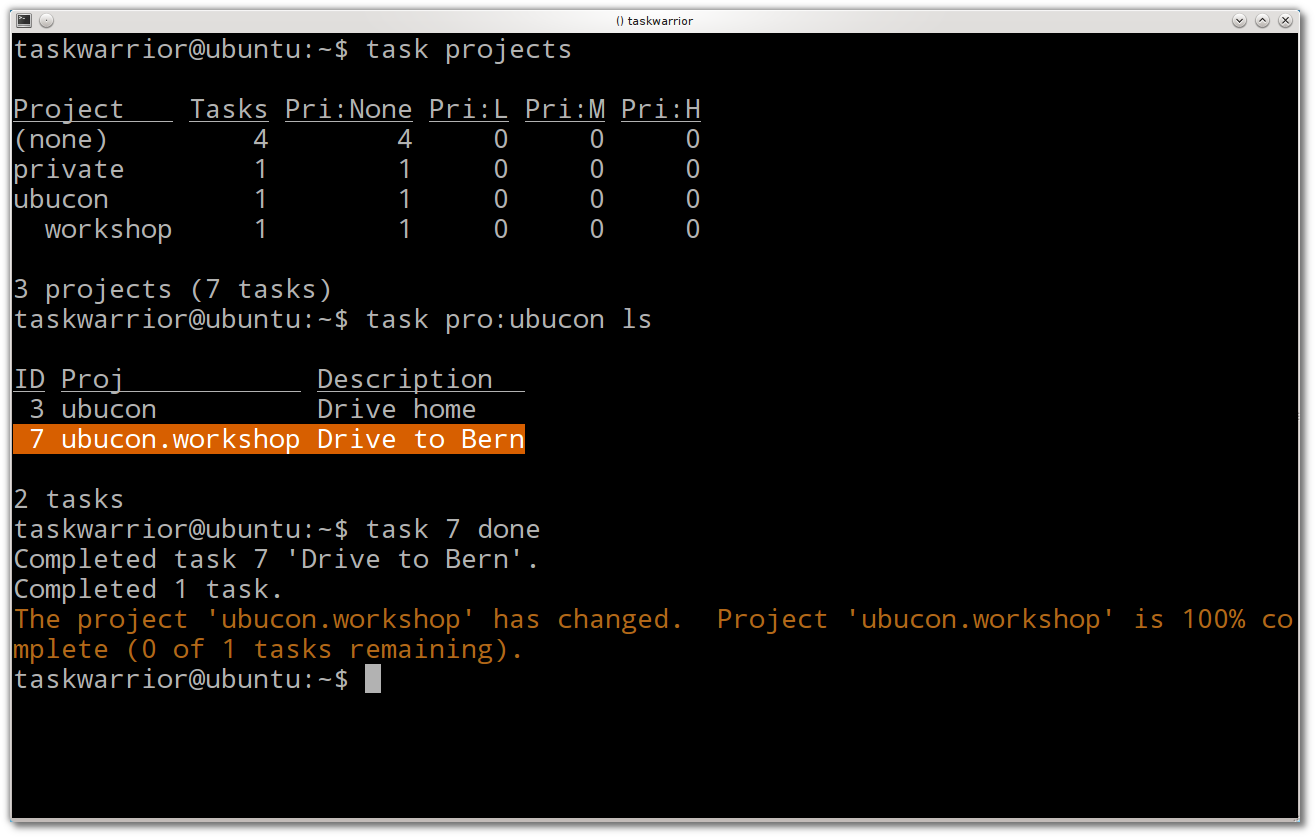 () taskwarrior
taskwarrior@ubuntu:~$ task projects
Project Tasks Pri:None Pri:L Pri:M Pri:H
(none) 4 4 0 0 0
private 1 1 0 0 0
ubucon 1 1 0 0 0
workshop 1 1 0 0 0
3 projects (7 tasks)
taskwarrior@ubuntu:~$ task pro:ubucon ls
ID Proj Description
3 ubucon Drive home
7 ubucon.workshop Drive to Bern
2 tasks
taskwarrior@ubuntu:~$ task 7 done
Completed task 7 'Drive to Bern'.
Completed 1 task.
The project 'ubucon.workshop' has changed.  Project 'ubucon.workshop' is 100% co
mplete (0 of 1 tasks remaining).
taskwarrior@ubuntu:~$